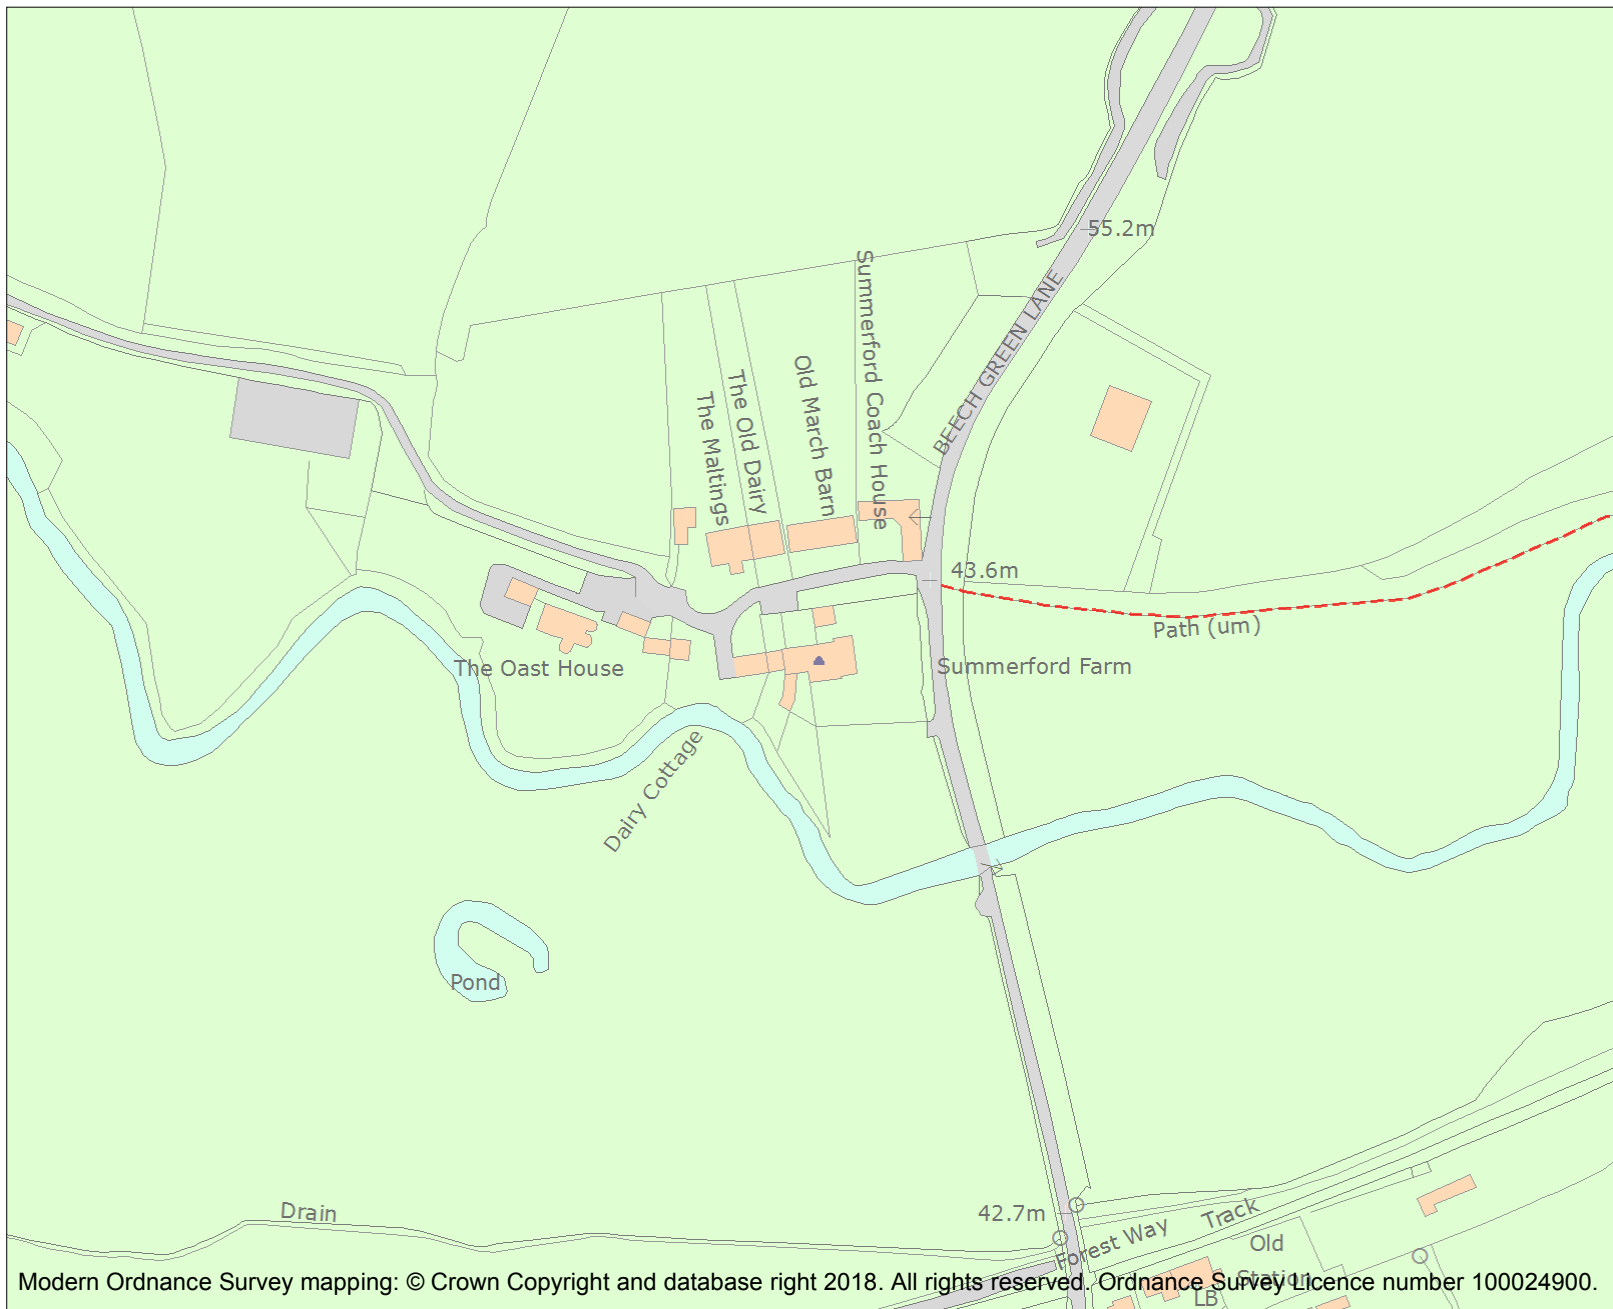 55.2m
BEECH GREEN LANE
Summerford Coach House
Old March Barn
The Old Dairy
The Maltings
43.6m
Path (um)
The Oast House
Summerford Farm
Dairy Cottage
Pond
Drain
42.7m
Forest Way
Track
Old
Station
LB
Modern Ordnance Survey mapping: © Crown Copyright and database right 2018. All rights reserved. Ordnance Survey Licence number 100024900.